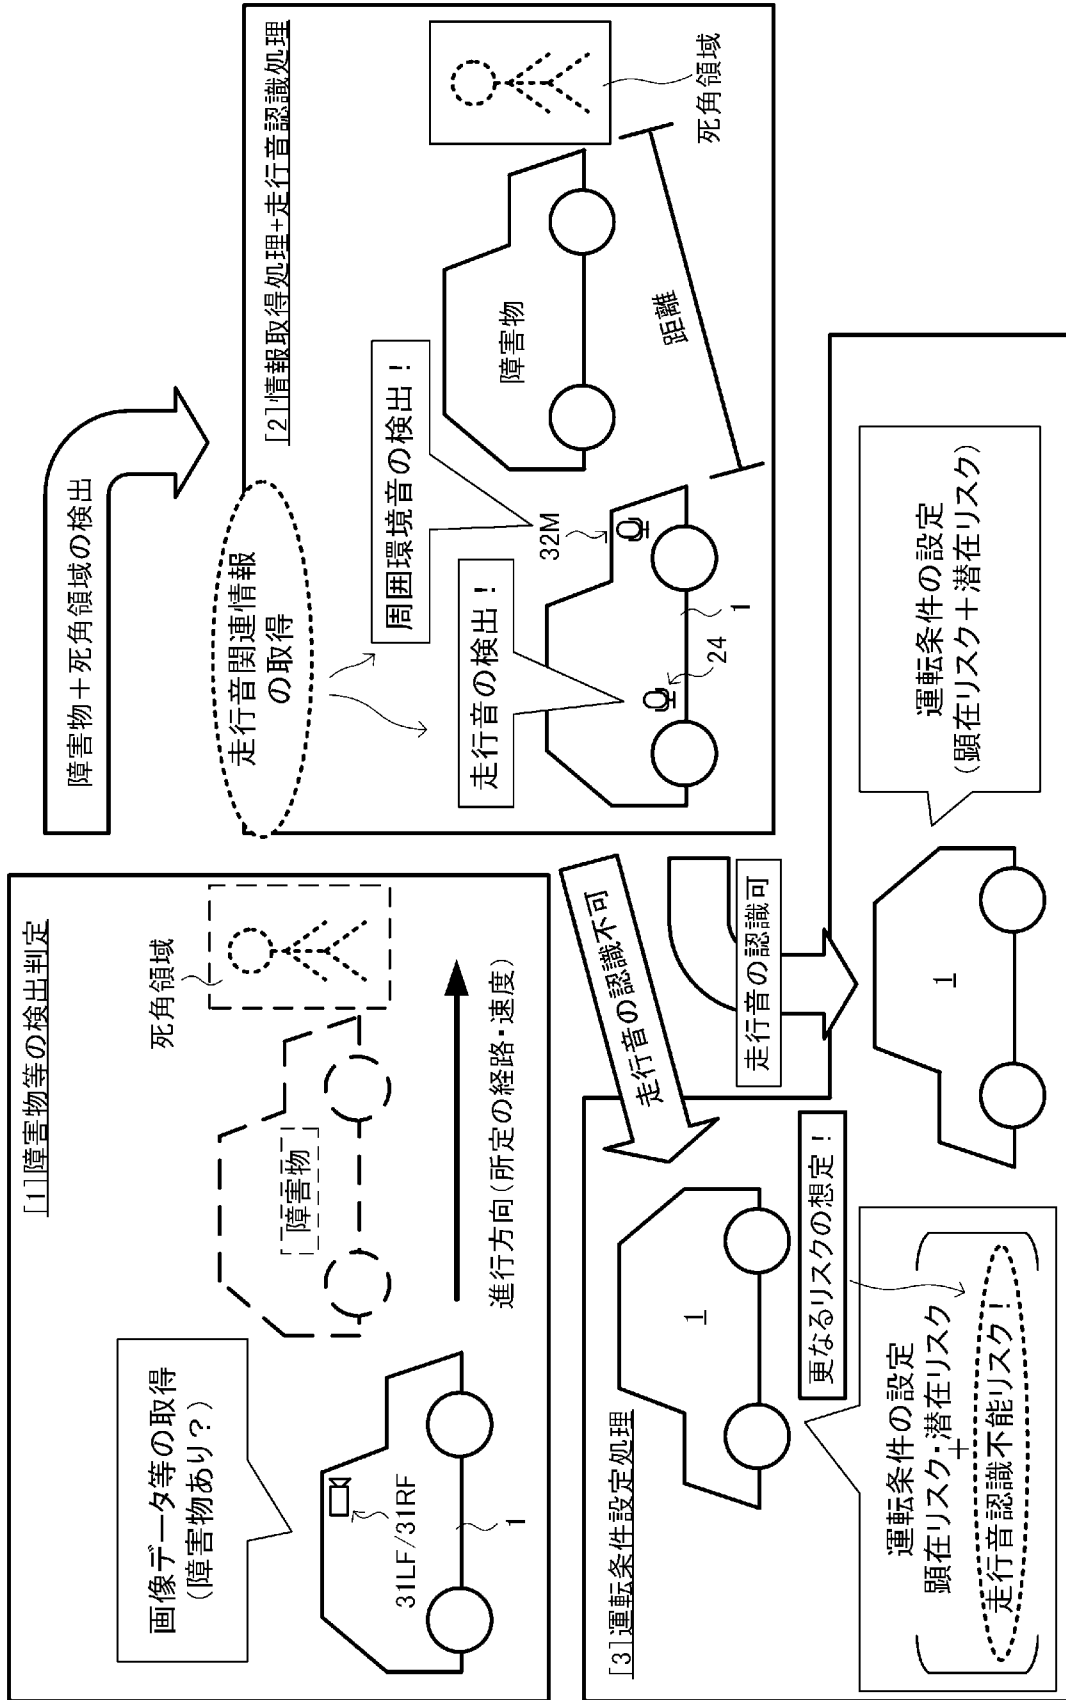 [1]障害物等の検出判定
画像データ等の取得
(障害物あり?)
31LF/31RF
1
障害物
死角領域
進行方向(所定の経路・速度)
障害物＋死角領域の検出
[2]情報取得処理+走行音認識処理
走行音関連情報
の取得
周囲環境音の検出！
走行音の検出！
32M
24
1
障害物
死角領域
距離
走行音の認識不可
走行音の認識可
[3]運転条件設定処理
1
更なるリスクの想定！
運転条件の設定
顕在リスク・潜在リスク
＋
走行音認識不能リスク！
1
運転条件の設定
(顕在リスク＋潜在リスク)